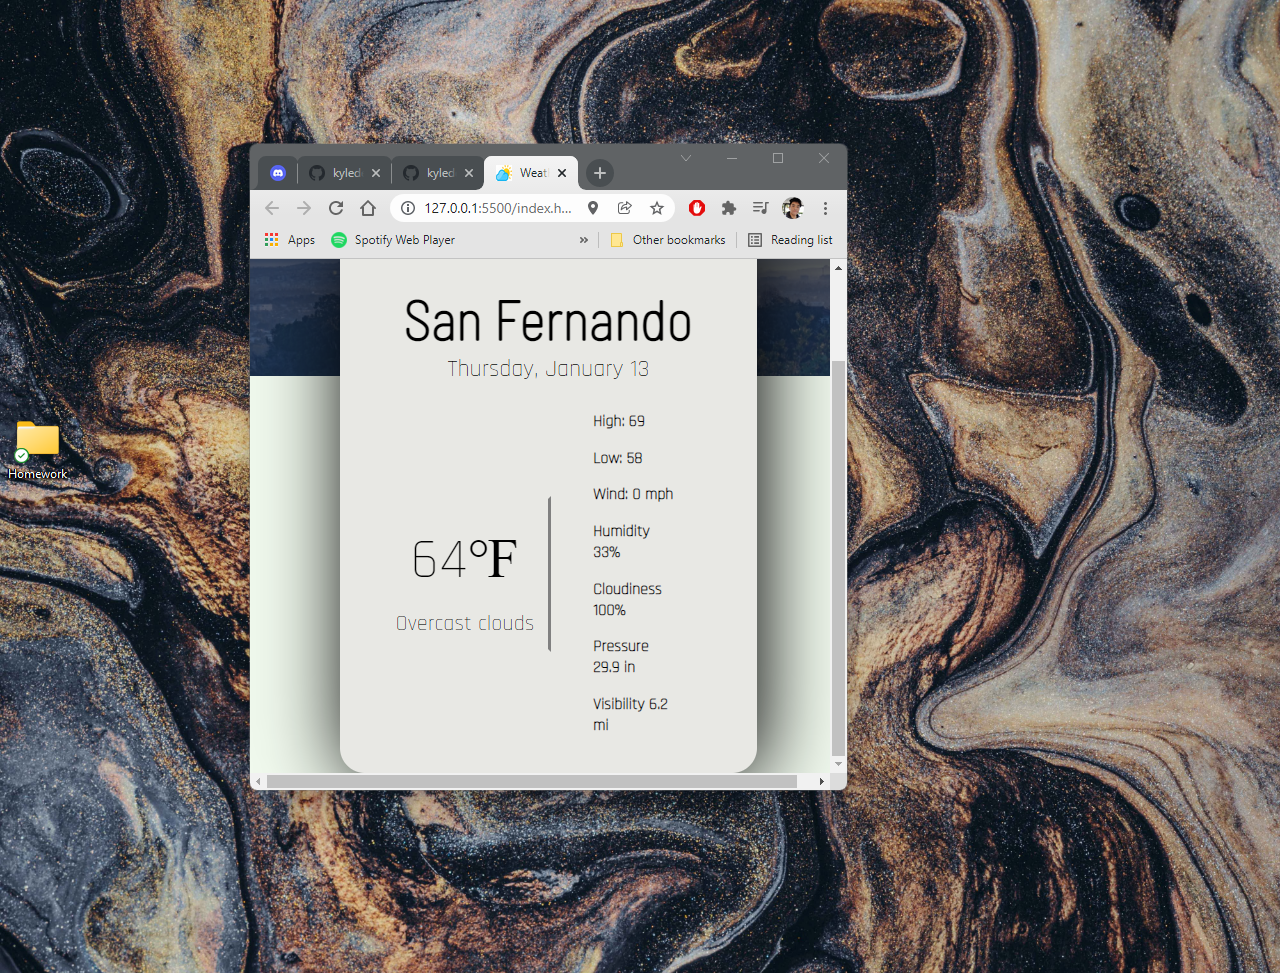 kyled
kyled
Weat
127.0.0.1:5500/index.h...
Apps
Spotify Web Player
»
Other bookmarks
Reading list
San Fernando
Thursday, January 13
High: 69
Low: 58
Wind: 0 mph
Humidity
33%
Cloudiness
100%
Pressure
29.9 in
Visibility 6.2
mi
64°F
Overcast clouds
Homework